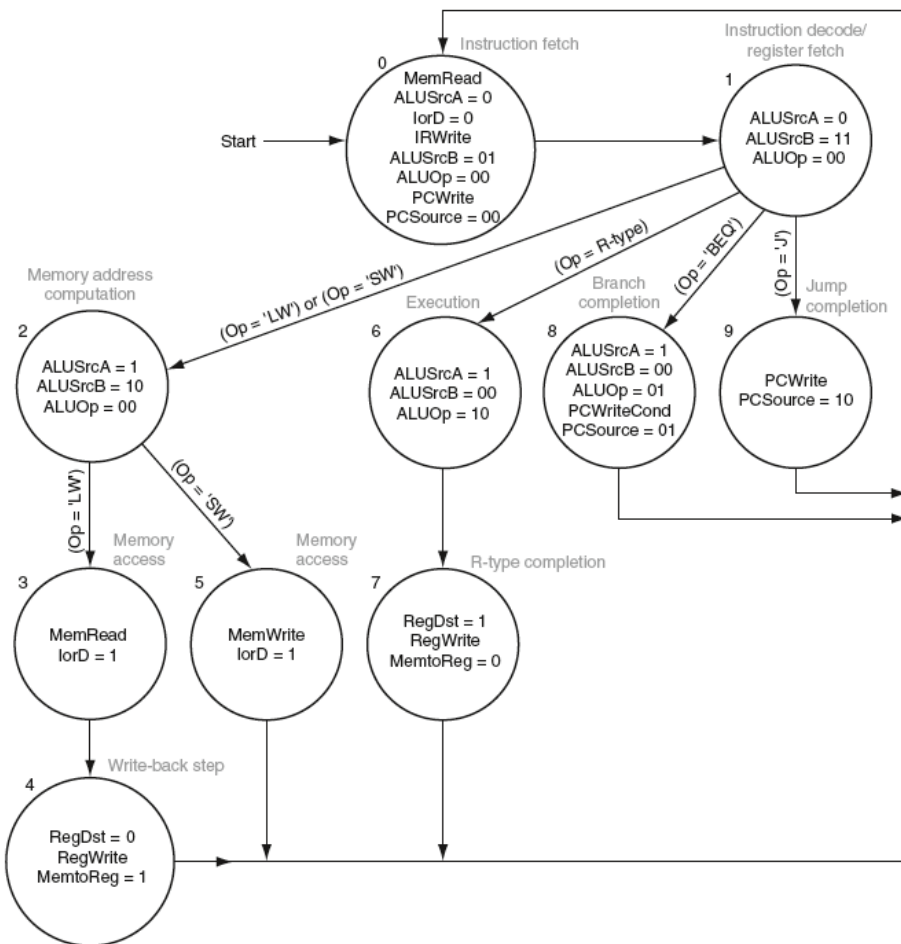 Instruction fetch
0
MemRead
ALUSrcA = 0
IorD = 0
IRWrite
ALUSrcB = 01
ALUOp = 00
PCWrite
PCSource = 00
Start
Instruction decode/
register fetch
1
ALUSrcA = 0
ALUSrcB = 11
ALUOp = 00
(Op = 'LW') or (Op = 'SW')
(Op = R-type)
(Op = 'BEQ')
(Op = 'J')
Memory address
computation
2
ALUSrcA = 1
ALUSrcB = 10
ALUOp = 00
Execution
6
ALUSrcA = 1
ALUSrcB = 00
ALUOp = 10
Branch
completion
8
ALUSrcA = 1
ALUSrcB = 00
ALUOp = 01
PCWriteCond
PCSource = 01
Jump
completion
9
PCWrite
PCSource = 10
(Op = 'LW')
(Op = 'SW')
Memory
access
3
MemRead
IorD = 1
Memory
access
5
MemWrite
IorD = 1
R-type completion
7
RegDst = 1
RegWrite
MemtoReg = 0
Write-back step
4
RegDst = 0
RegWrite
MemtoReg = 1